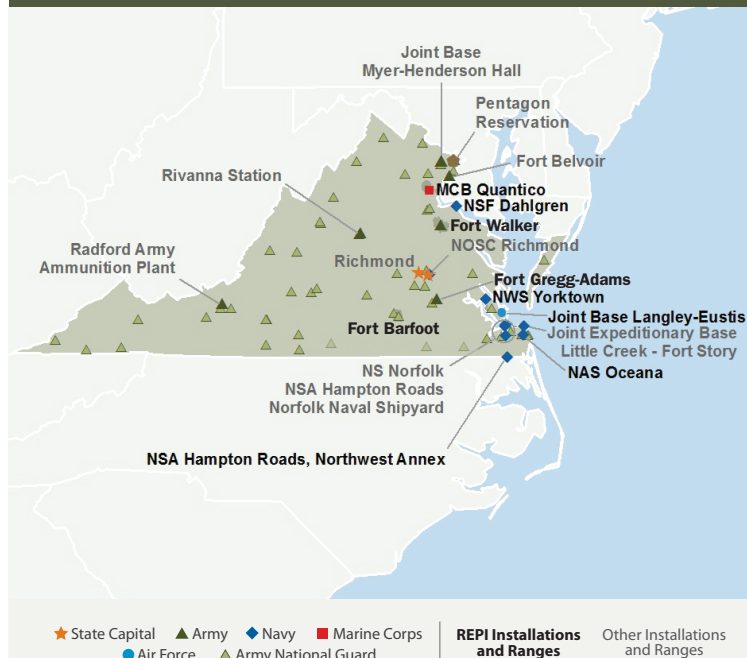 Joint Base
Myer-Henderson Hall
Pentagon
Reservation
Rivanna Station
Fort Belvoir
MCB Quantico
NSF Dahlgren
Fort Walker
NOSC Richmond
Richmond
Radford Army
Ammunition Plant
Fort Gregg-Adams
NWS Yorktown
Joint Base Langley-Eustis
Fort Barfoot
Joint Expeditionary Base
Little Creek - Fort Story
NAS Oceana
NS Norfolk
NSA Hampton Roads
Norfolk Naval Shipyard
NSA Hampton Roads, Northwest Annex
State Capital Army Navy Marine Corps
Air Force Army National Guard
REPI Installations
and Ranges
Other Installations
and Ranges